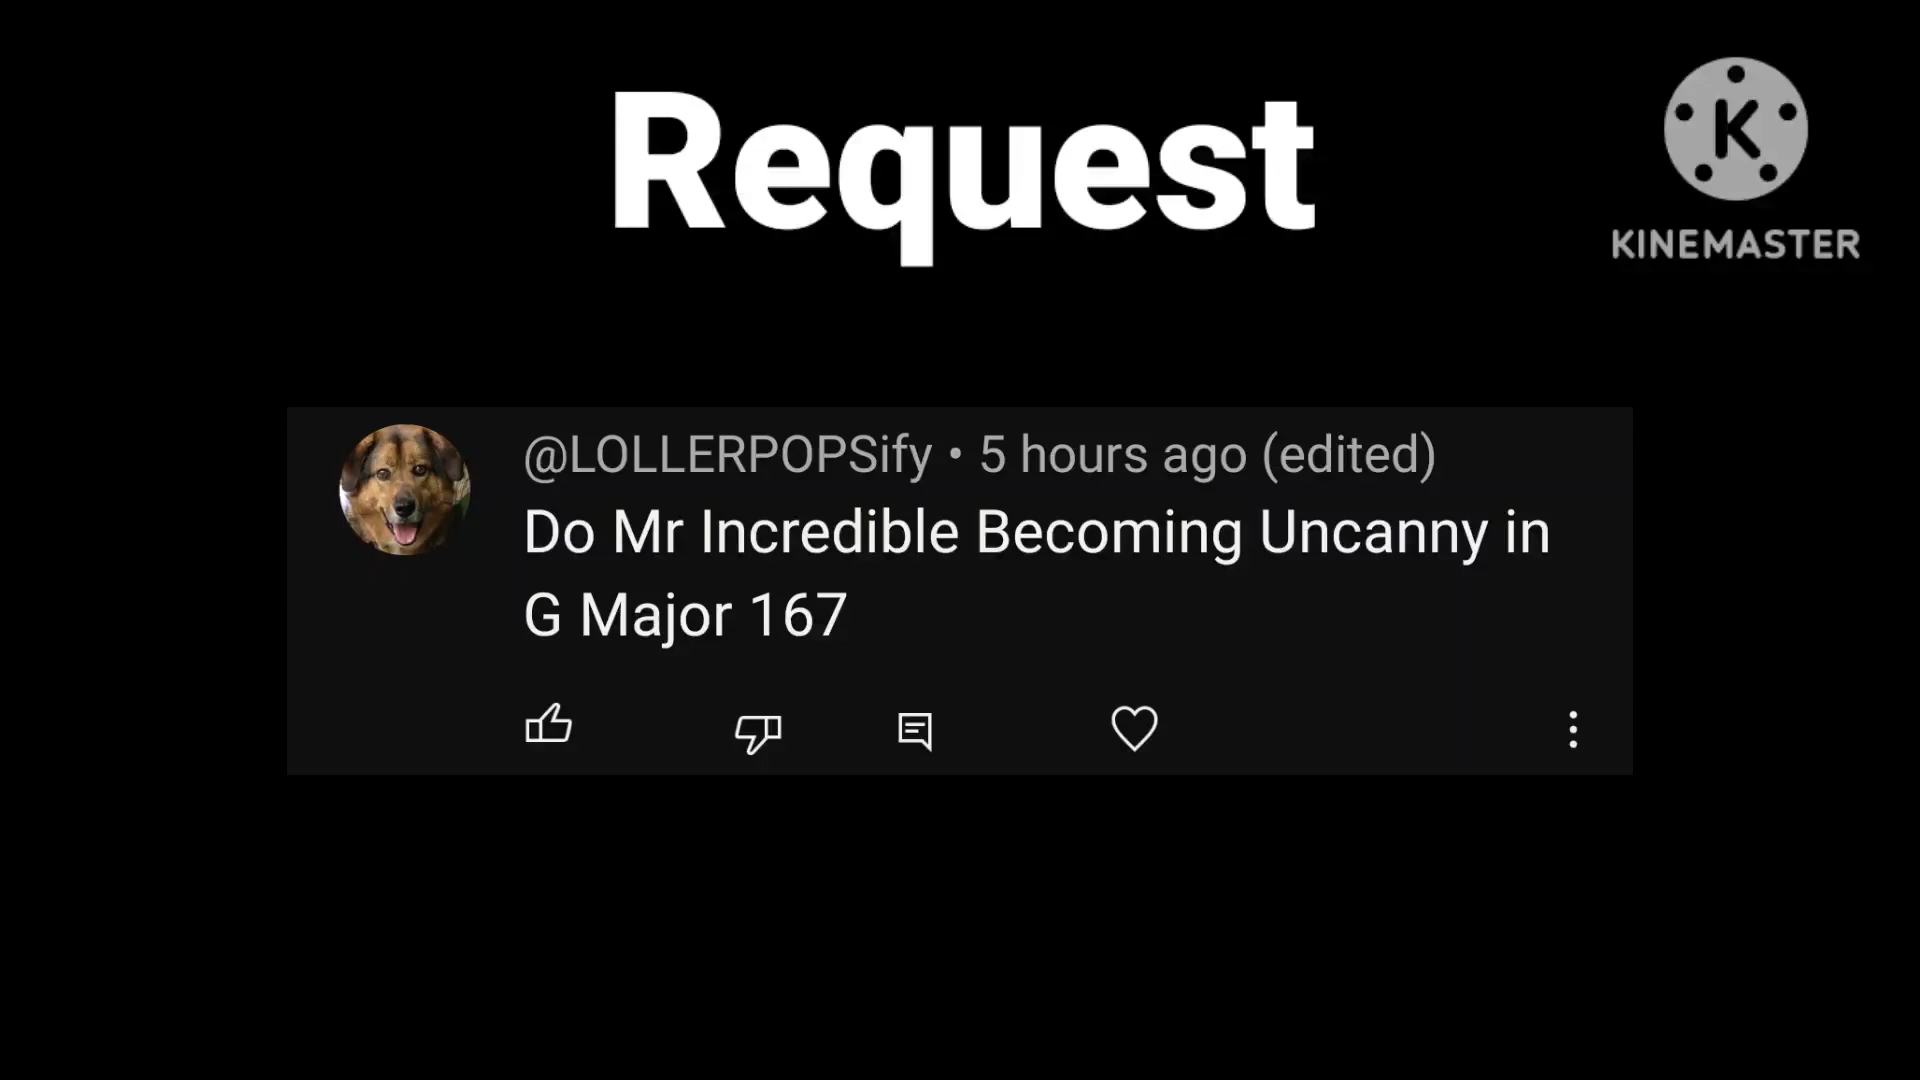 Request
K
KINEMASTER
@LOLLERPOPSify • 5 hours ago (edited)
Do Mr Incredible Becoming Uncanny in
G Major 167